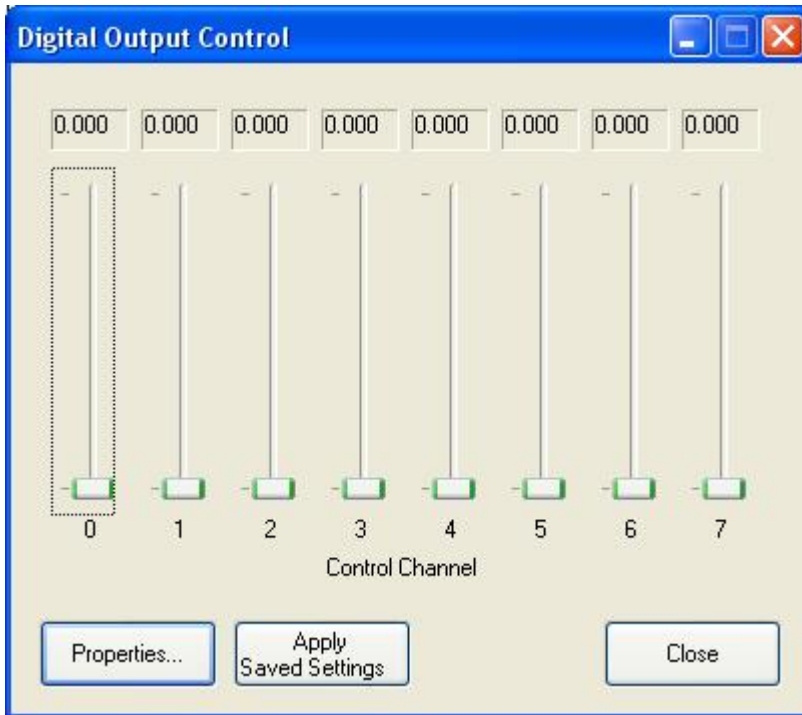 Digital Output Control
0.000 0.000 0.000 0.000 0.000 0.000 0.000 0.000
0 1 2 3 4 5 6 7
Control Channel
Properties...
Apply
Saved Settings
Close